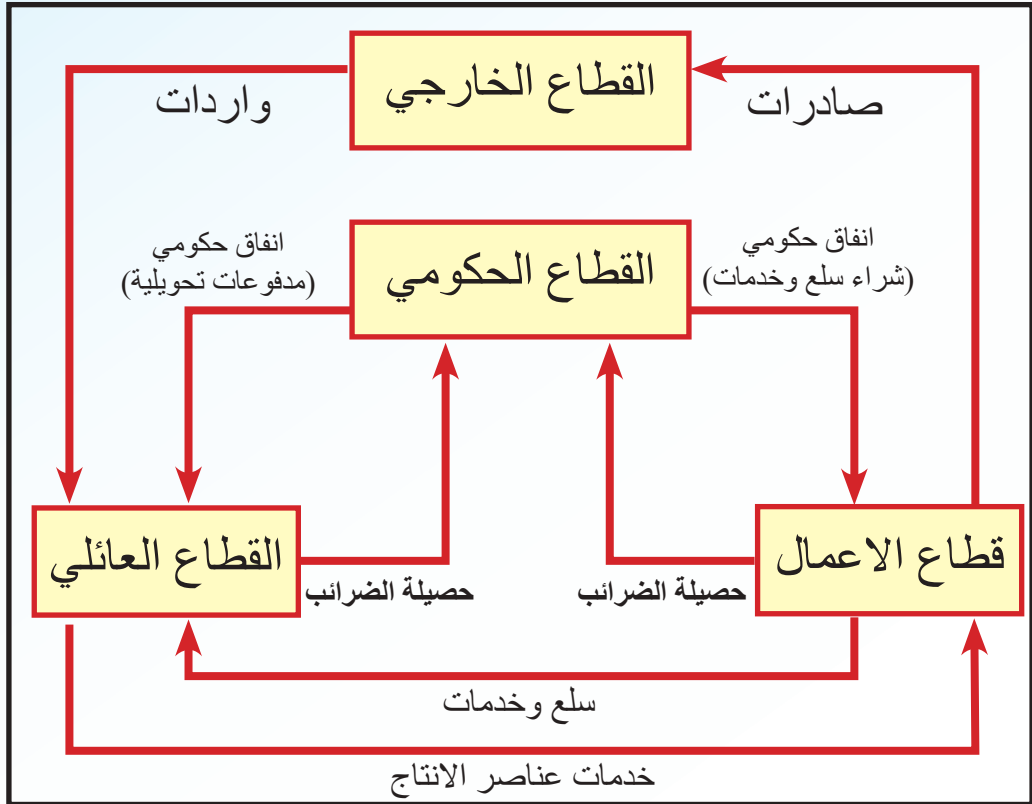 القطاع الخارجي
صادرات
واردات
انفاق حكومي
(شراء سلع وخدمات)
القطاع الحكومي
انفاق حكومي
(مدفوعات تحويلية)
قطاع الاعمال
القطاع العائلي
حصيلة الضرائب
حصيلة الضرائب
سلع وخدمات
خدمات عناصر الانتاج